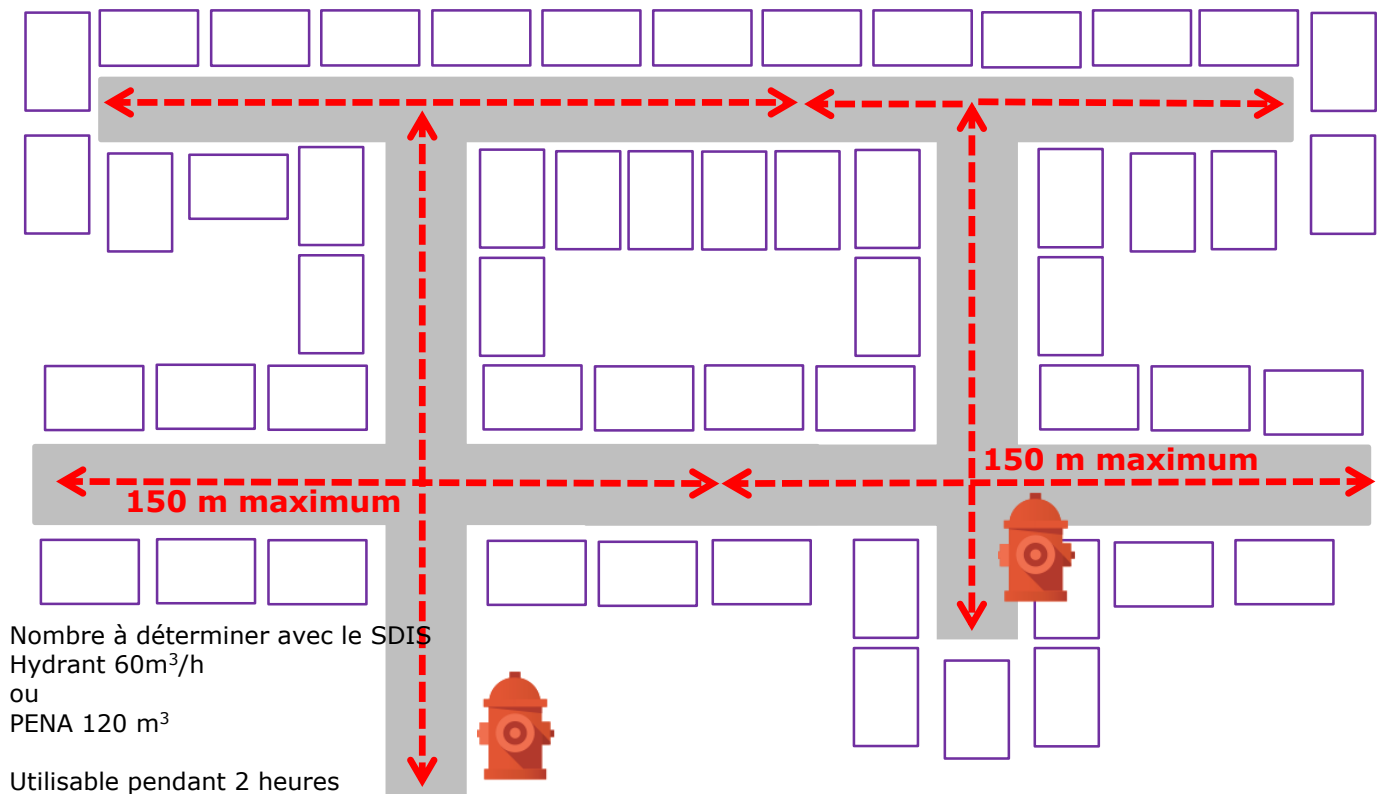 150 m maximum
150 m maximum
Nombre à déterminer avec le SDIS
Hydrant 60m³/h
ou
PENA 120 m³
Utilisable pendant 2 heures